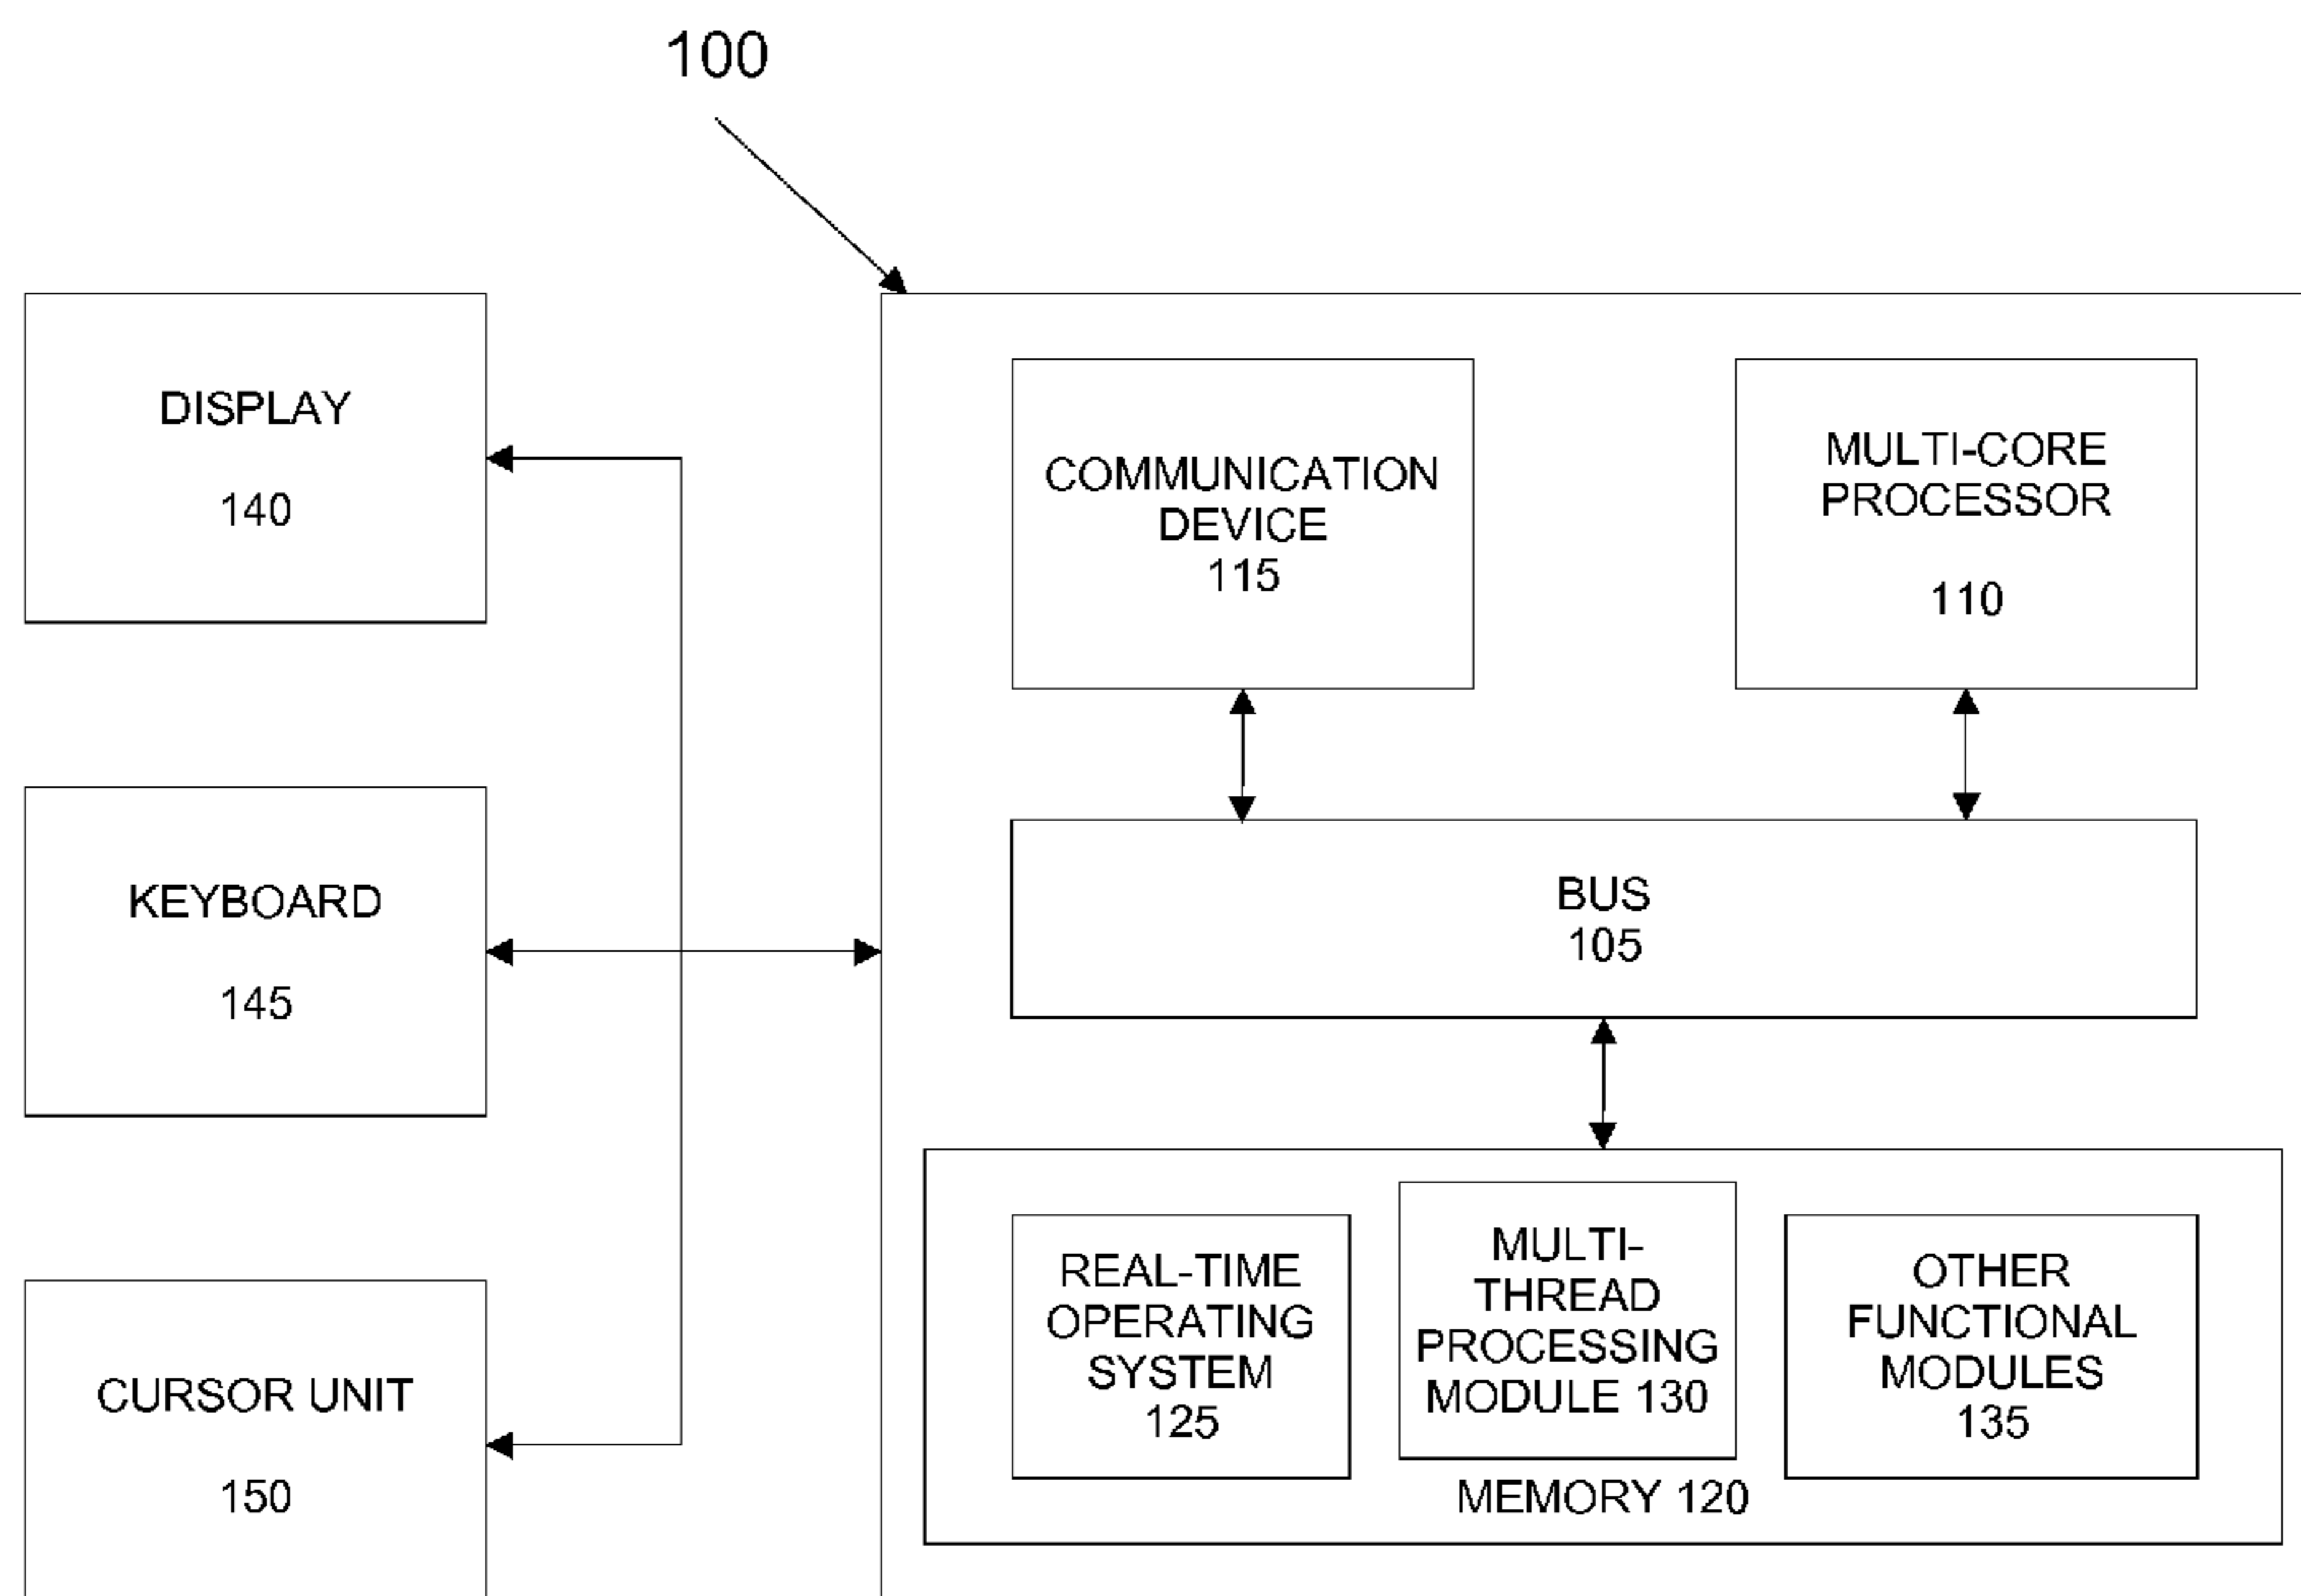 100
DISPLAY
140
KEYBOARD
145
CURSOR UNIT
150
COMMUNICATION
DEVICE
115
MULTI-CORE
PROCESSOR
110
BUS
105
REAL-TIME
OPERATING
SYSTEM
125
MULTI-
THREAD
PROCESSING
MODULE 130
OTHER
FUNCTIONAL
MODULES
135
MEMORY 120